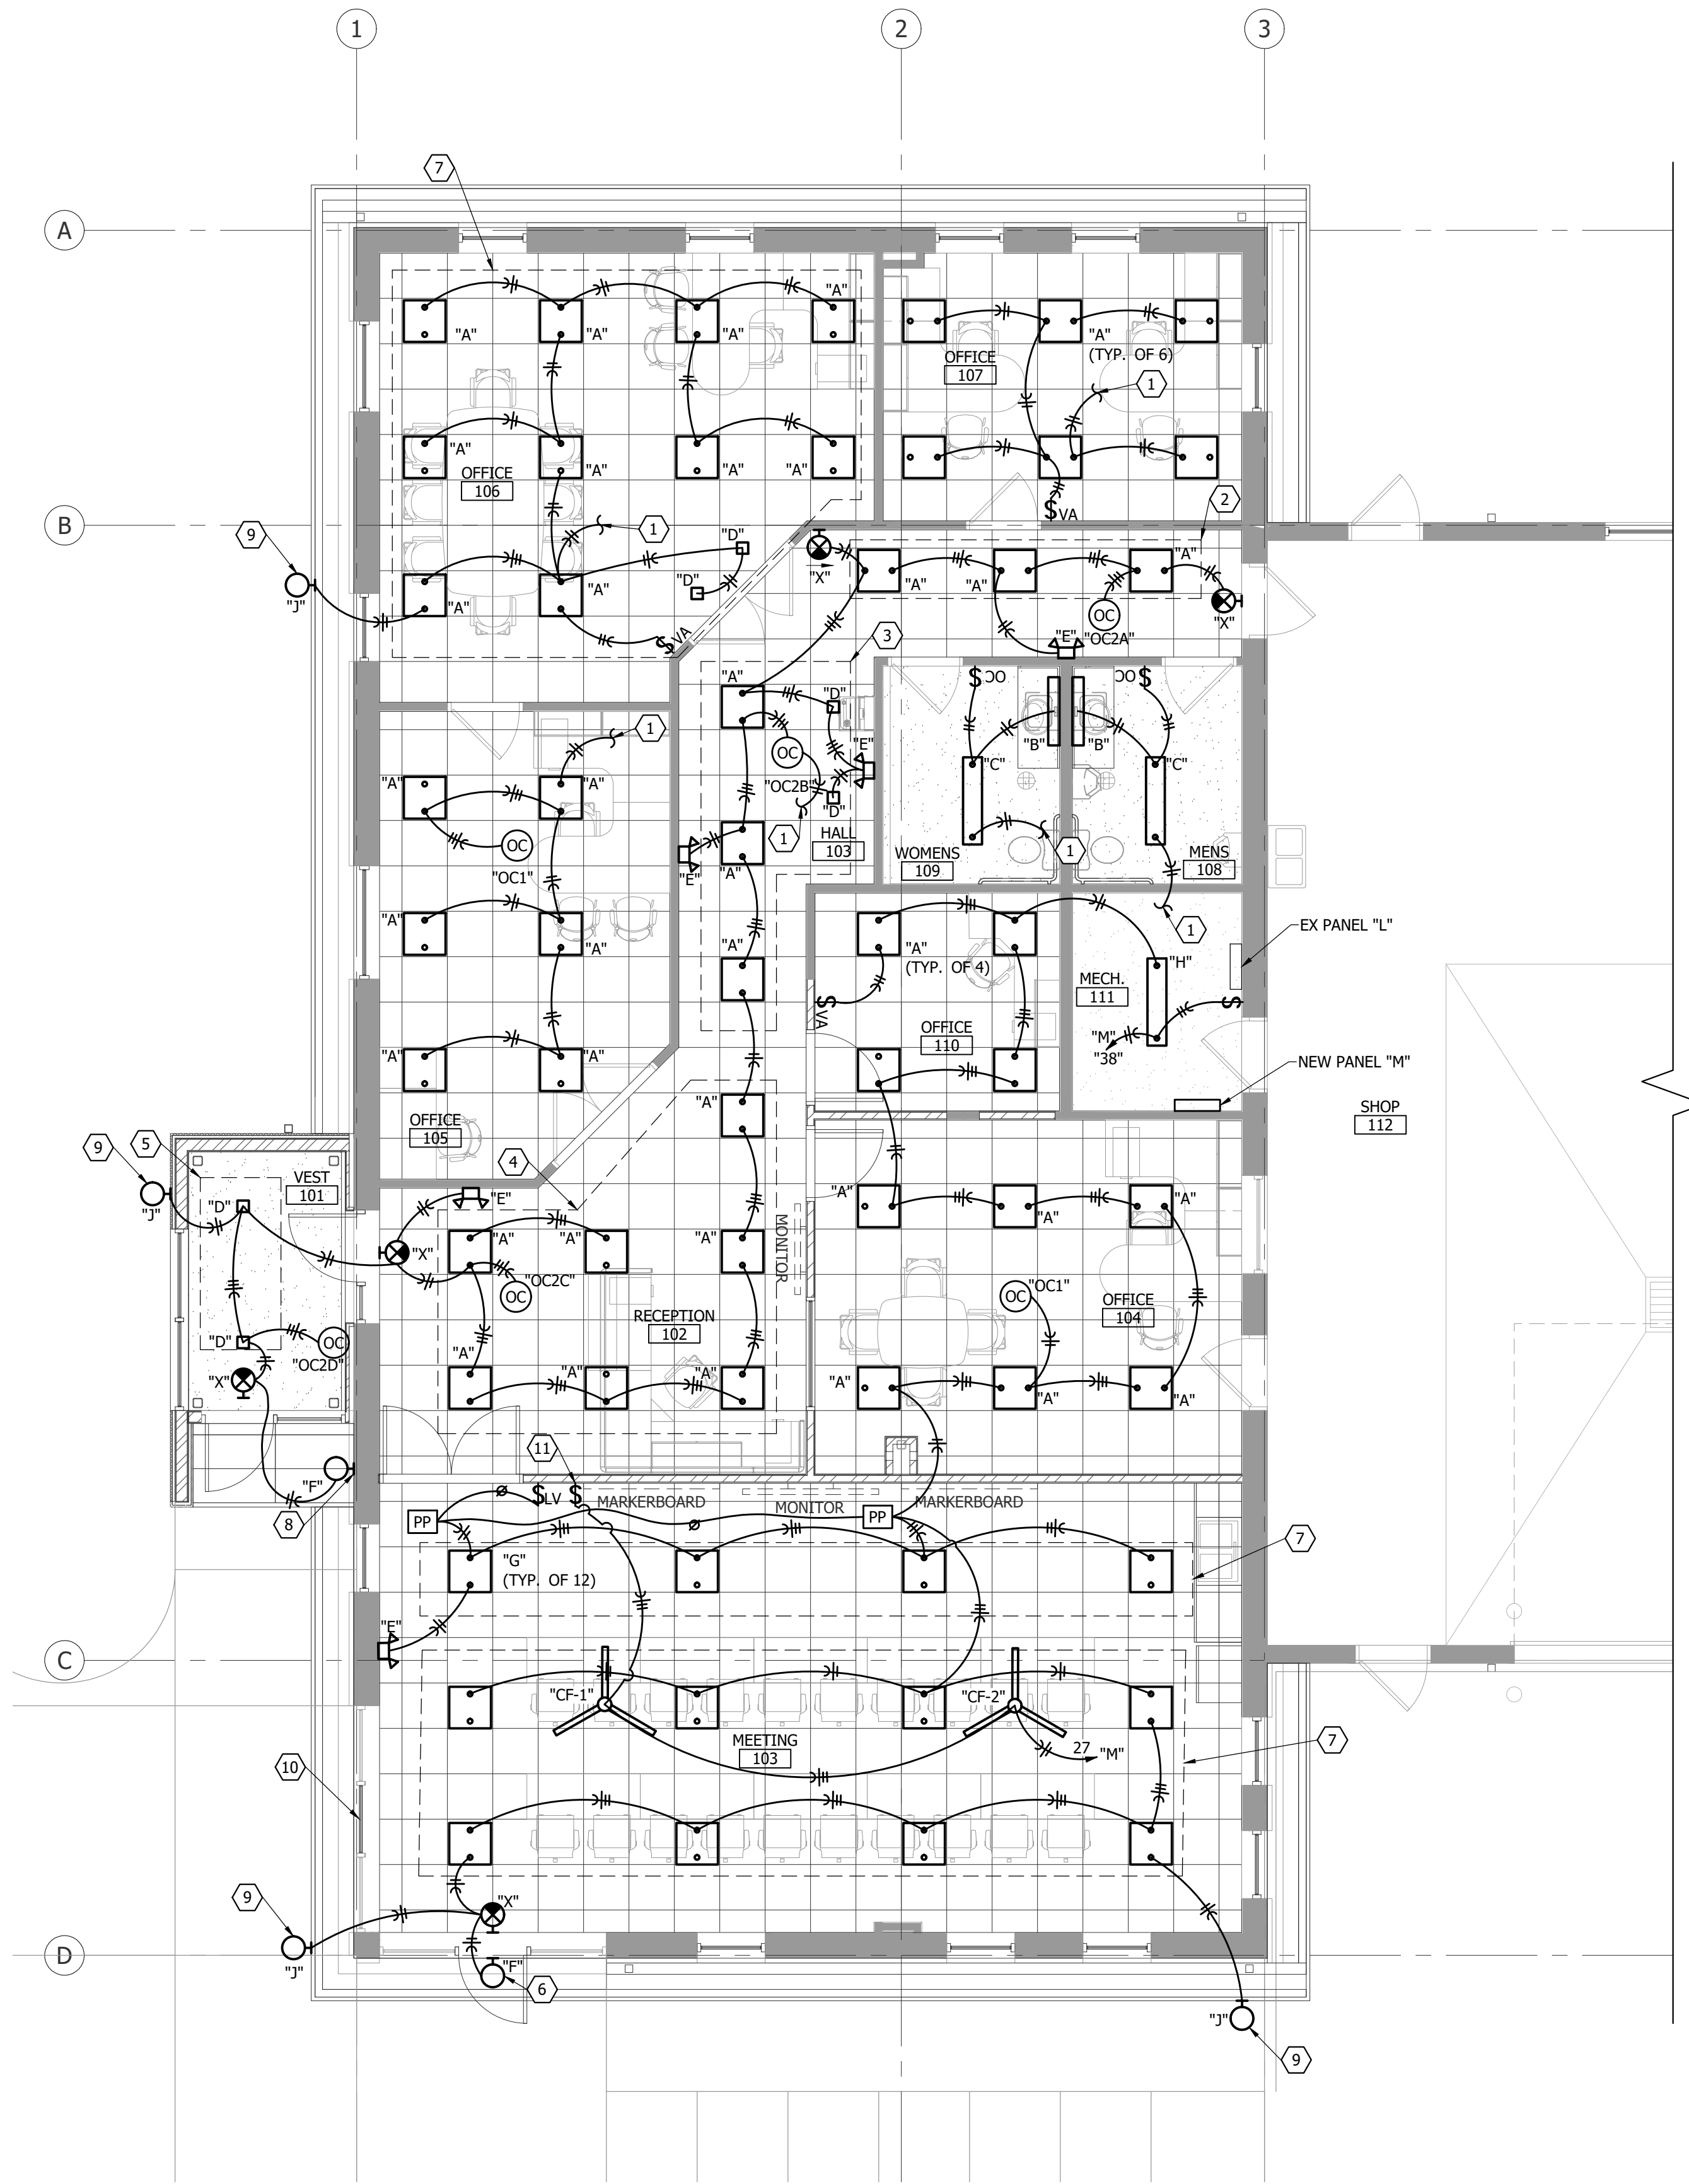 1
2
3
7
A
"A"
"A"
"A"
"A"
"A"
(TYP. OF 6)
OFFICE
107
1
"A"
"A"
"A"
"A"
OFFICE
106
2
$VA
B
9
1
"D"
"A"
"X"
"A"
"A"
"D"
"J"
"A"
"A"
OC
"OC2A"
"X"
"E"
3
$VA
$OC
$OC
"A"
"D"
1
"E"
OC
"B"
"B"
"C"
"C"
"A"
"A"
"OC2B"
"D"
OC
"OC1"
1
HALL
103
WOMENS
109
1
MENS
108
"A"
"E"
"A"
"A"
"A"
"A"
(TYP. OF 4)
1
EX PANEL "L"
"H"
MECH.
111
$VA
$
OFFICE
110
"M"
"38"
"A"
"A"
NEW PANEL "M"
"A"
SHOP
112
OFFICE
105
9
5
4
VEST
101
"D"
"J"
"E"
"A"
"A"
"A"
"X"
"A"
"A"
"A"
MONITOR
"OC2C"
OC
OC
"OC1"
OFFICE
104
RECEPTION
102
"D"
OC
"OC2D"
"X"
"A"
"A"
"A"
"A"
"A"
"A"
11
"F"
8
$LV
$
MARKERBOARD
MONITOR
MARKERBOARD
PP
PP
7
"G"
(TYP. OF 12)
"E"
C
"CF-1"
"CF-2"
MEETING
103
27
"M"
7
10
9
"X"
"J"
D
"F"
6
"J"
9